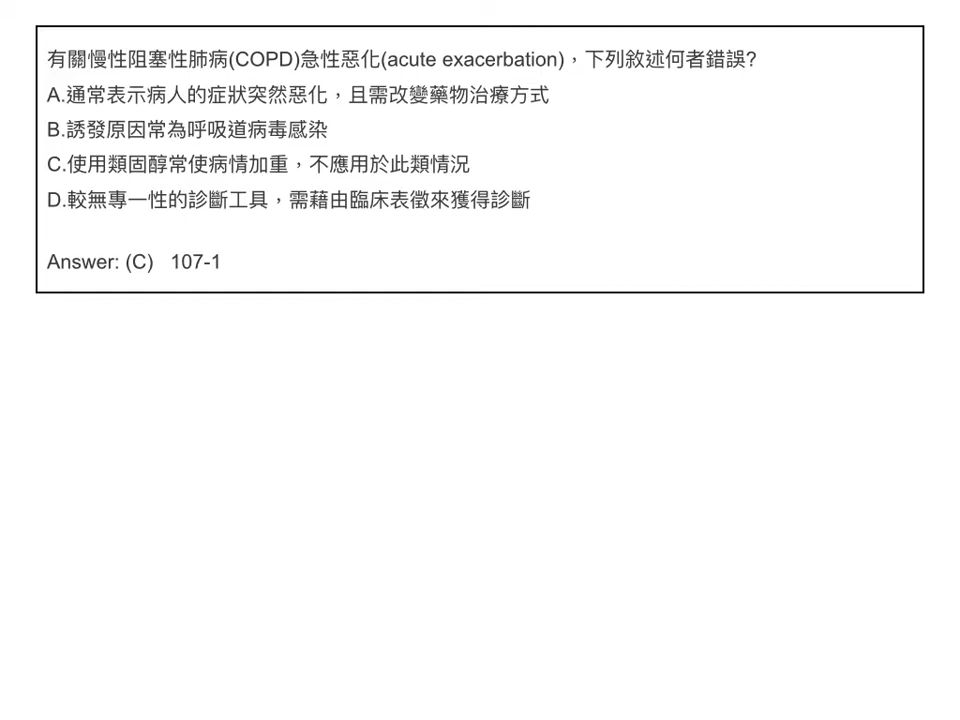 有關慢性阻塞性肺病(COPD)急性惡化(acute exacerbation)，下列敘述何者錯誤?
A.通常表示病人的症狀突然惡化，且需改變藥物治療方式
B.誘發原因常為呼吸道病毒感染
C.使用類固醇常使病情加重，不應用於此類情況
D.較無專一性的診斷工具，需藉由臨床表徵來獲得診斷
Answer: (C)   107-1